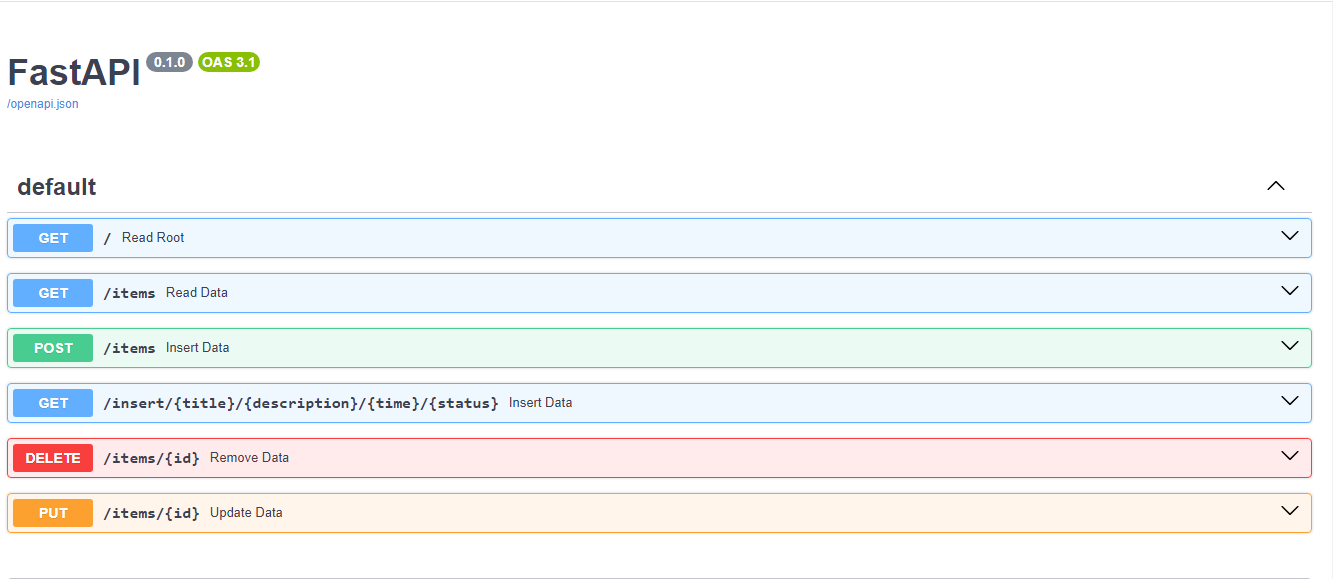 FastAPI 0.1.0 OAS 3.1
/openapi.json
default
GET / Read Root
GET /items Read Data
POST /items Insert Data
GET /insert/{title}/{description}/{time}/{status} Insert Data
DELETE /items/{id} Remove Data
PUT /items/{id} Update Data